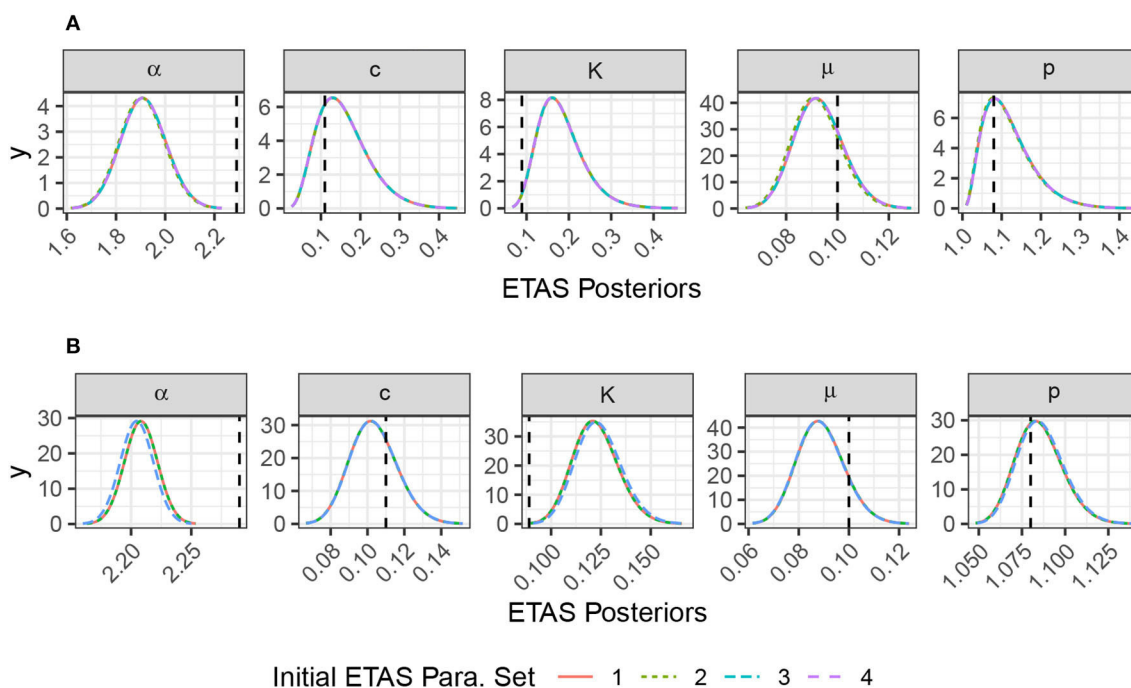 A
α c K μ p
y
0 1 2 3 4
0 2 4 6
0 2 4 6 8
0 10 20 30 40
0 2 4 6
1.6 1.8 2.0 2.2
0.1 0.2 0.3 0.4
0.1 0.2 0.3 0.4
0.08 0.10 0.12
1.0 1.1 1.2 1.3 1.4
ETAS Posteriors
B
α c K μ p
y
0 10 20 30
0 10 20 30
0 10 20 30
0 10 20 30 40
0 10 20 30
2.20 2.25
0.08 0.10 0.12 0.14
0.100 0.125 0.150
0.06 0.08 0.10 0.12
1.050 1.075 1.100 1.125
ETAS Posteriors
Initial ETAS Para. Set 1 2 3 4